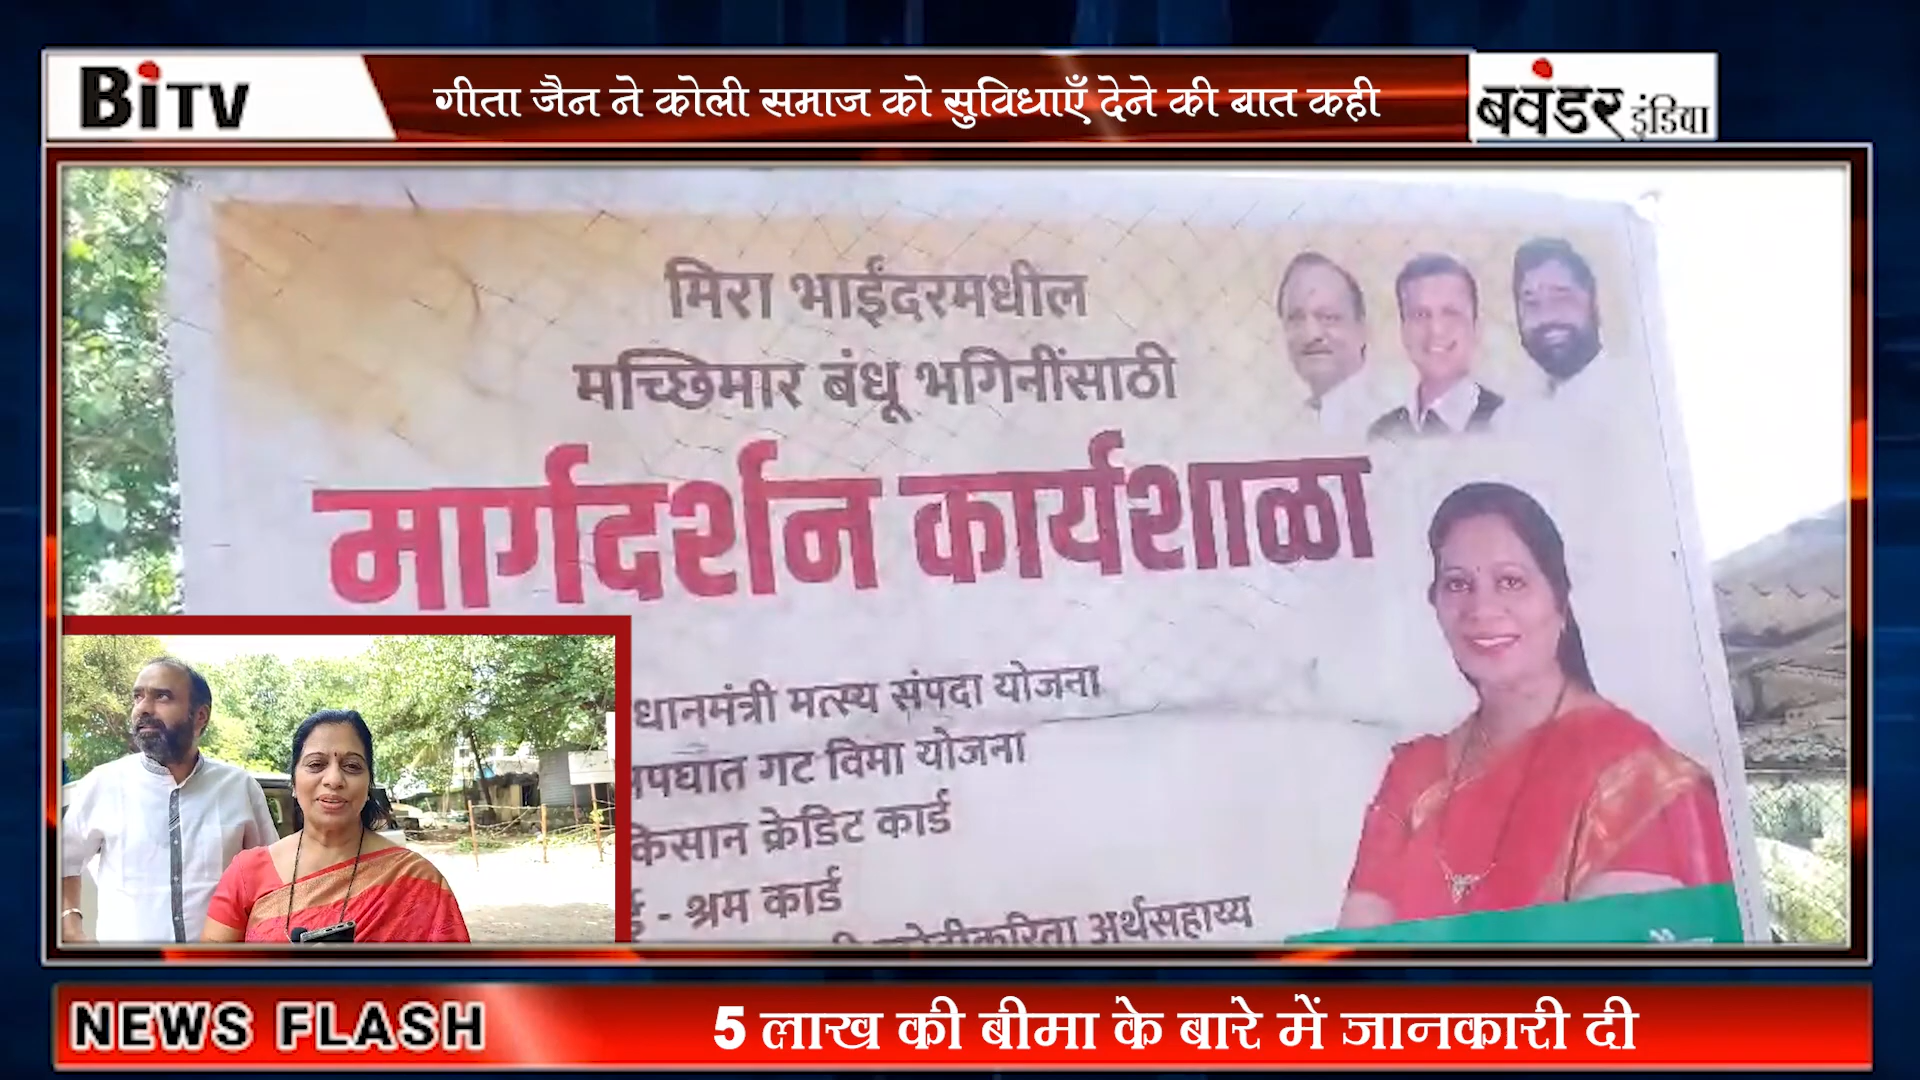 BiTV
गीता जैन ने कोली समाज को सुविधाएँ देने की बात कही
बवंडर इंडिया
मिरा भाईंदरमधील
मच्छिमार बंधू भगिनींसाठी
मार्गदर्शन कार्यशाळा
धानमंत्री मत्स्य संपदा योजना
पघात गट विमा योजना
केसान क्रेडिट कार्ड
ई - श्रम कार्ड
अर्थसहाय्य
NEWS FLASH
5 लाख की बीमा के बारे में जानकारी दी